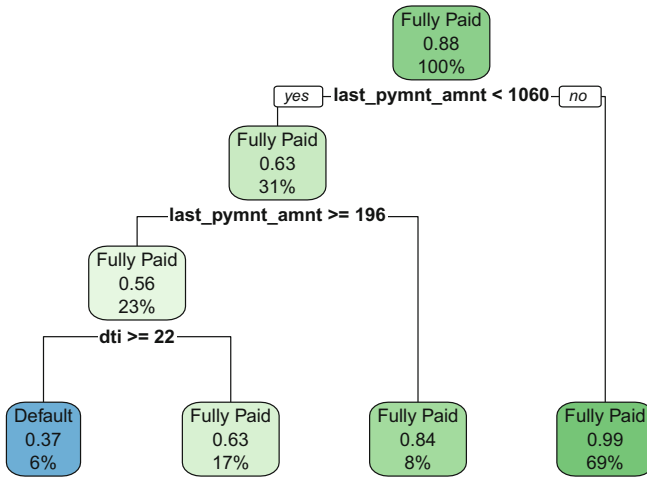 Fully Paid
0.88
100%
yes last_pymnt_amnt < 1060 no
Fully Paid
0.63
31%
last_pymnt_amnt >= 196
Fully Paid
0.56
23%
dti >= 22
Default
0.37
6%
Fully Paid
0.63
17%
Fully Paid
0.84
8%
Fully Paid
0.99
69%